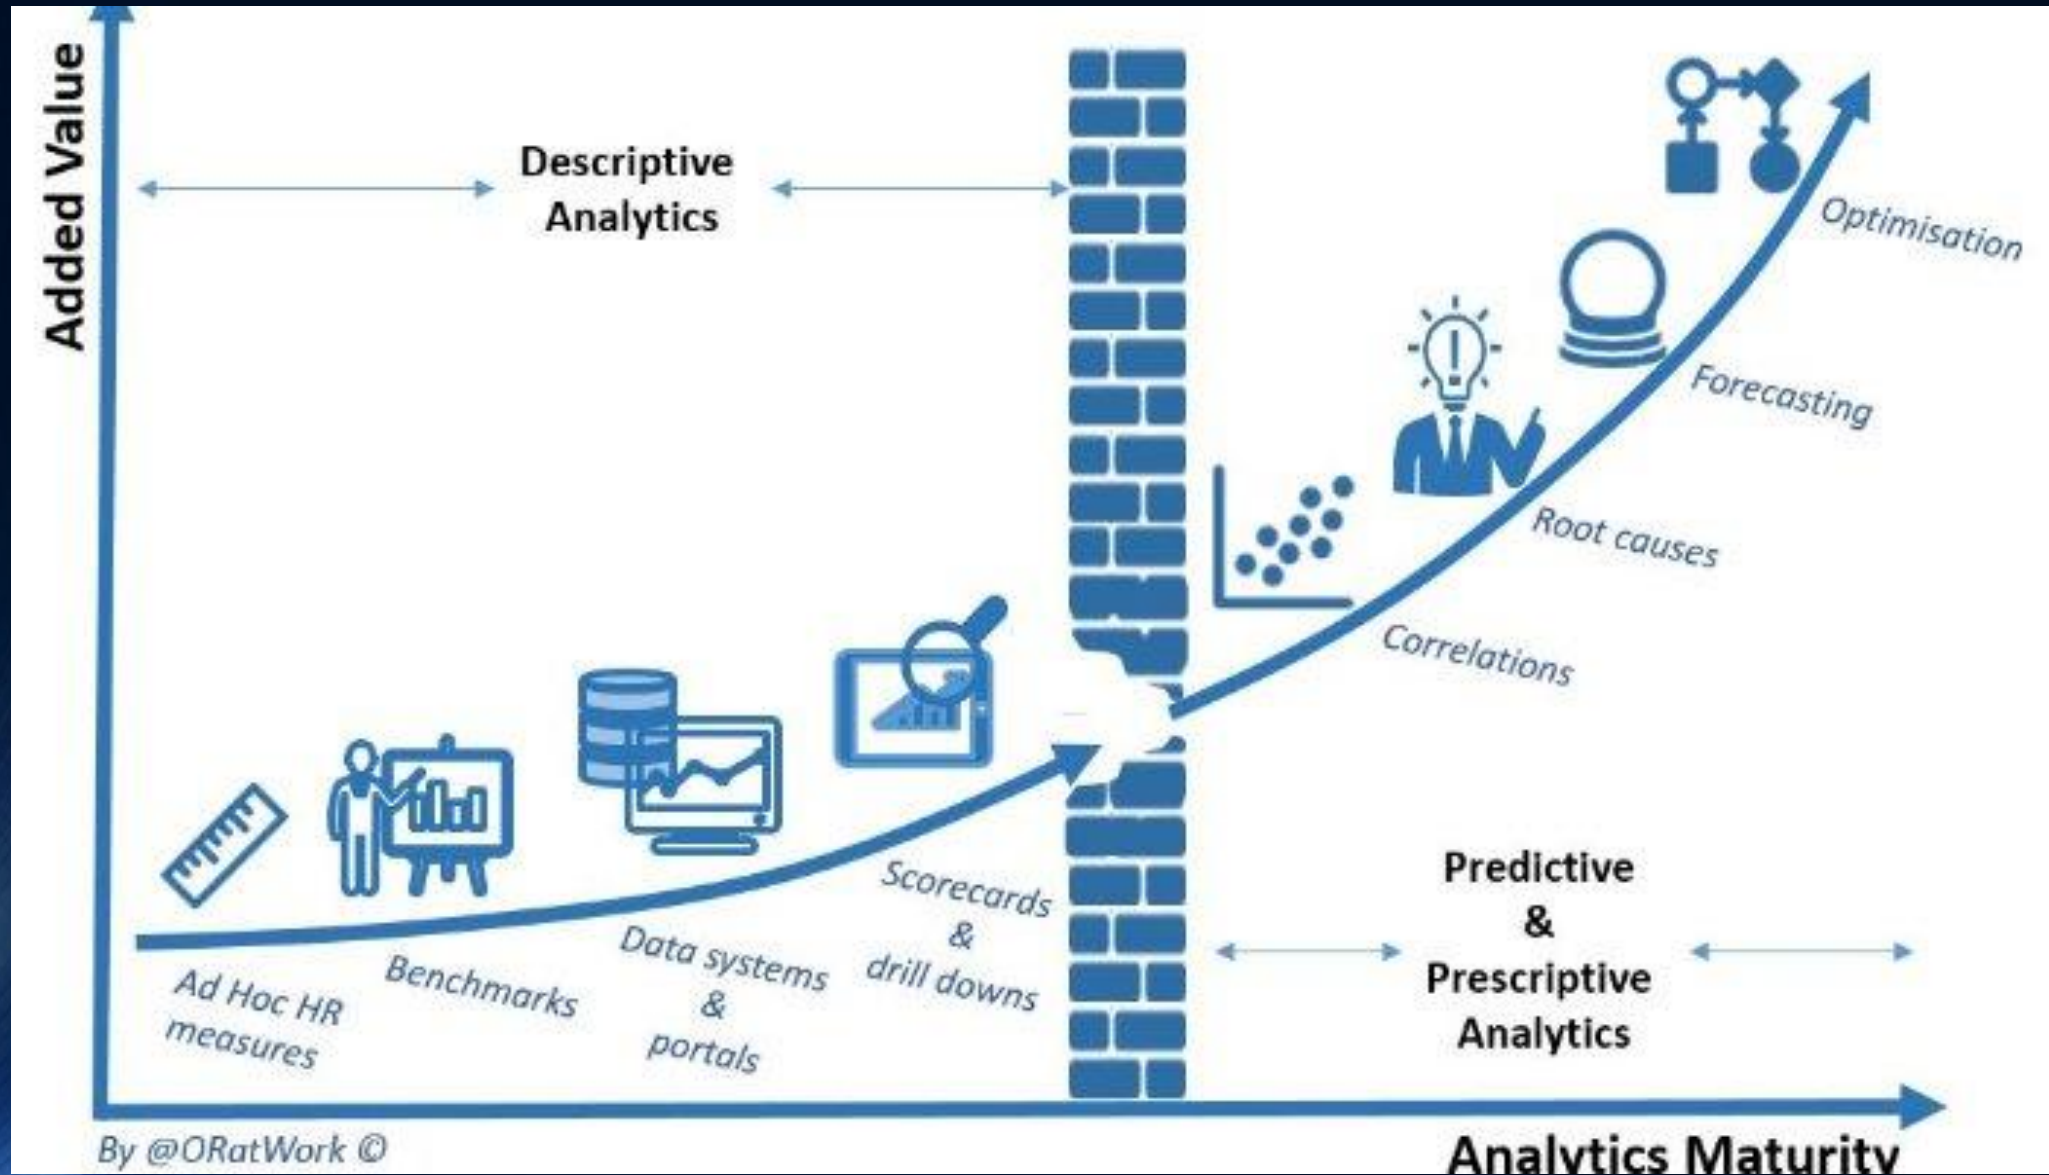 Added Value
Descriptive
Analytics
Optimisation
Forecasting
Root causes
Correlations
Scorecards
&
drill downs
Data systems
&
portals
Benchmarks
Ad Hoc HR
measures
Predictive
&
Prescriptive
Analytics
By @ORatWork ©
Analytics Maturity